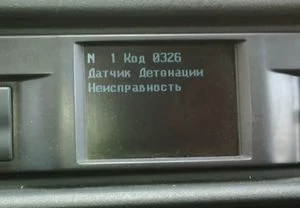 N 1 Код 0326
Датчик Детонации
Неисправность